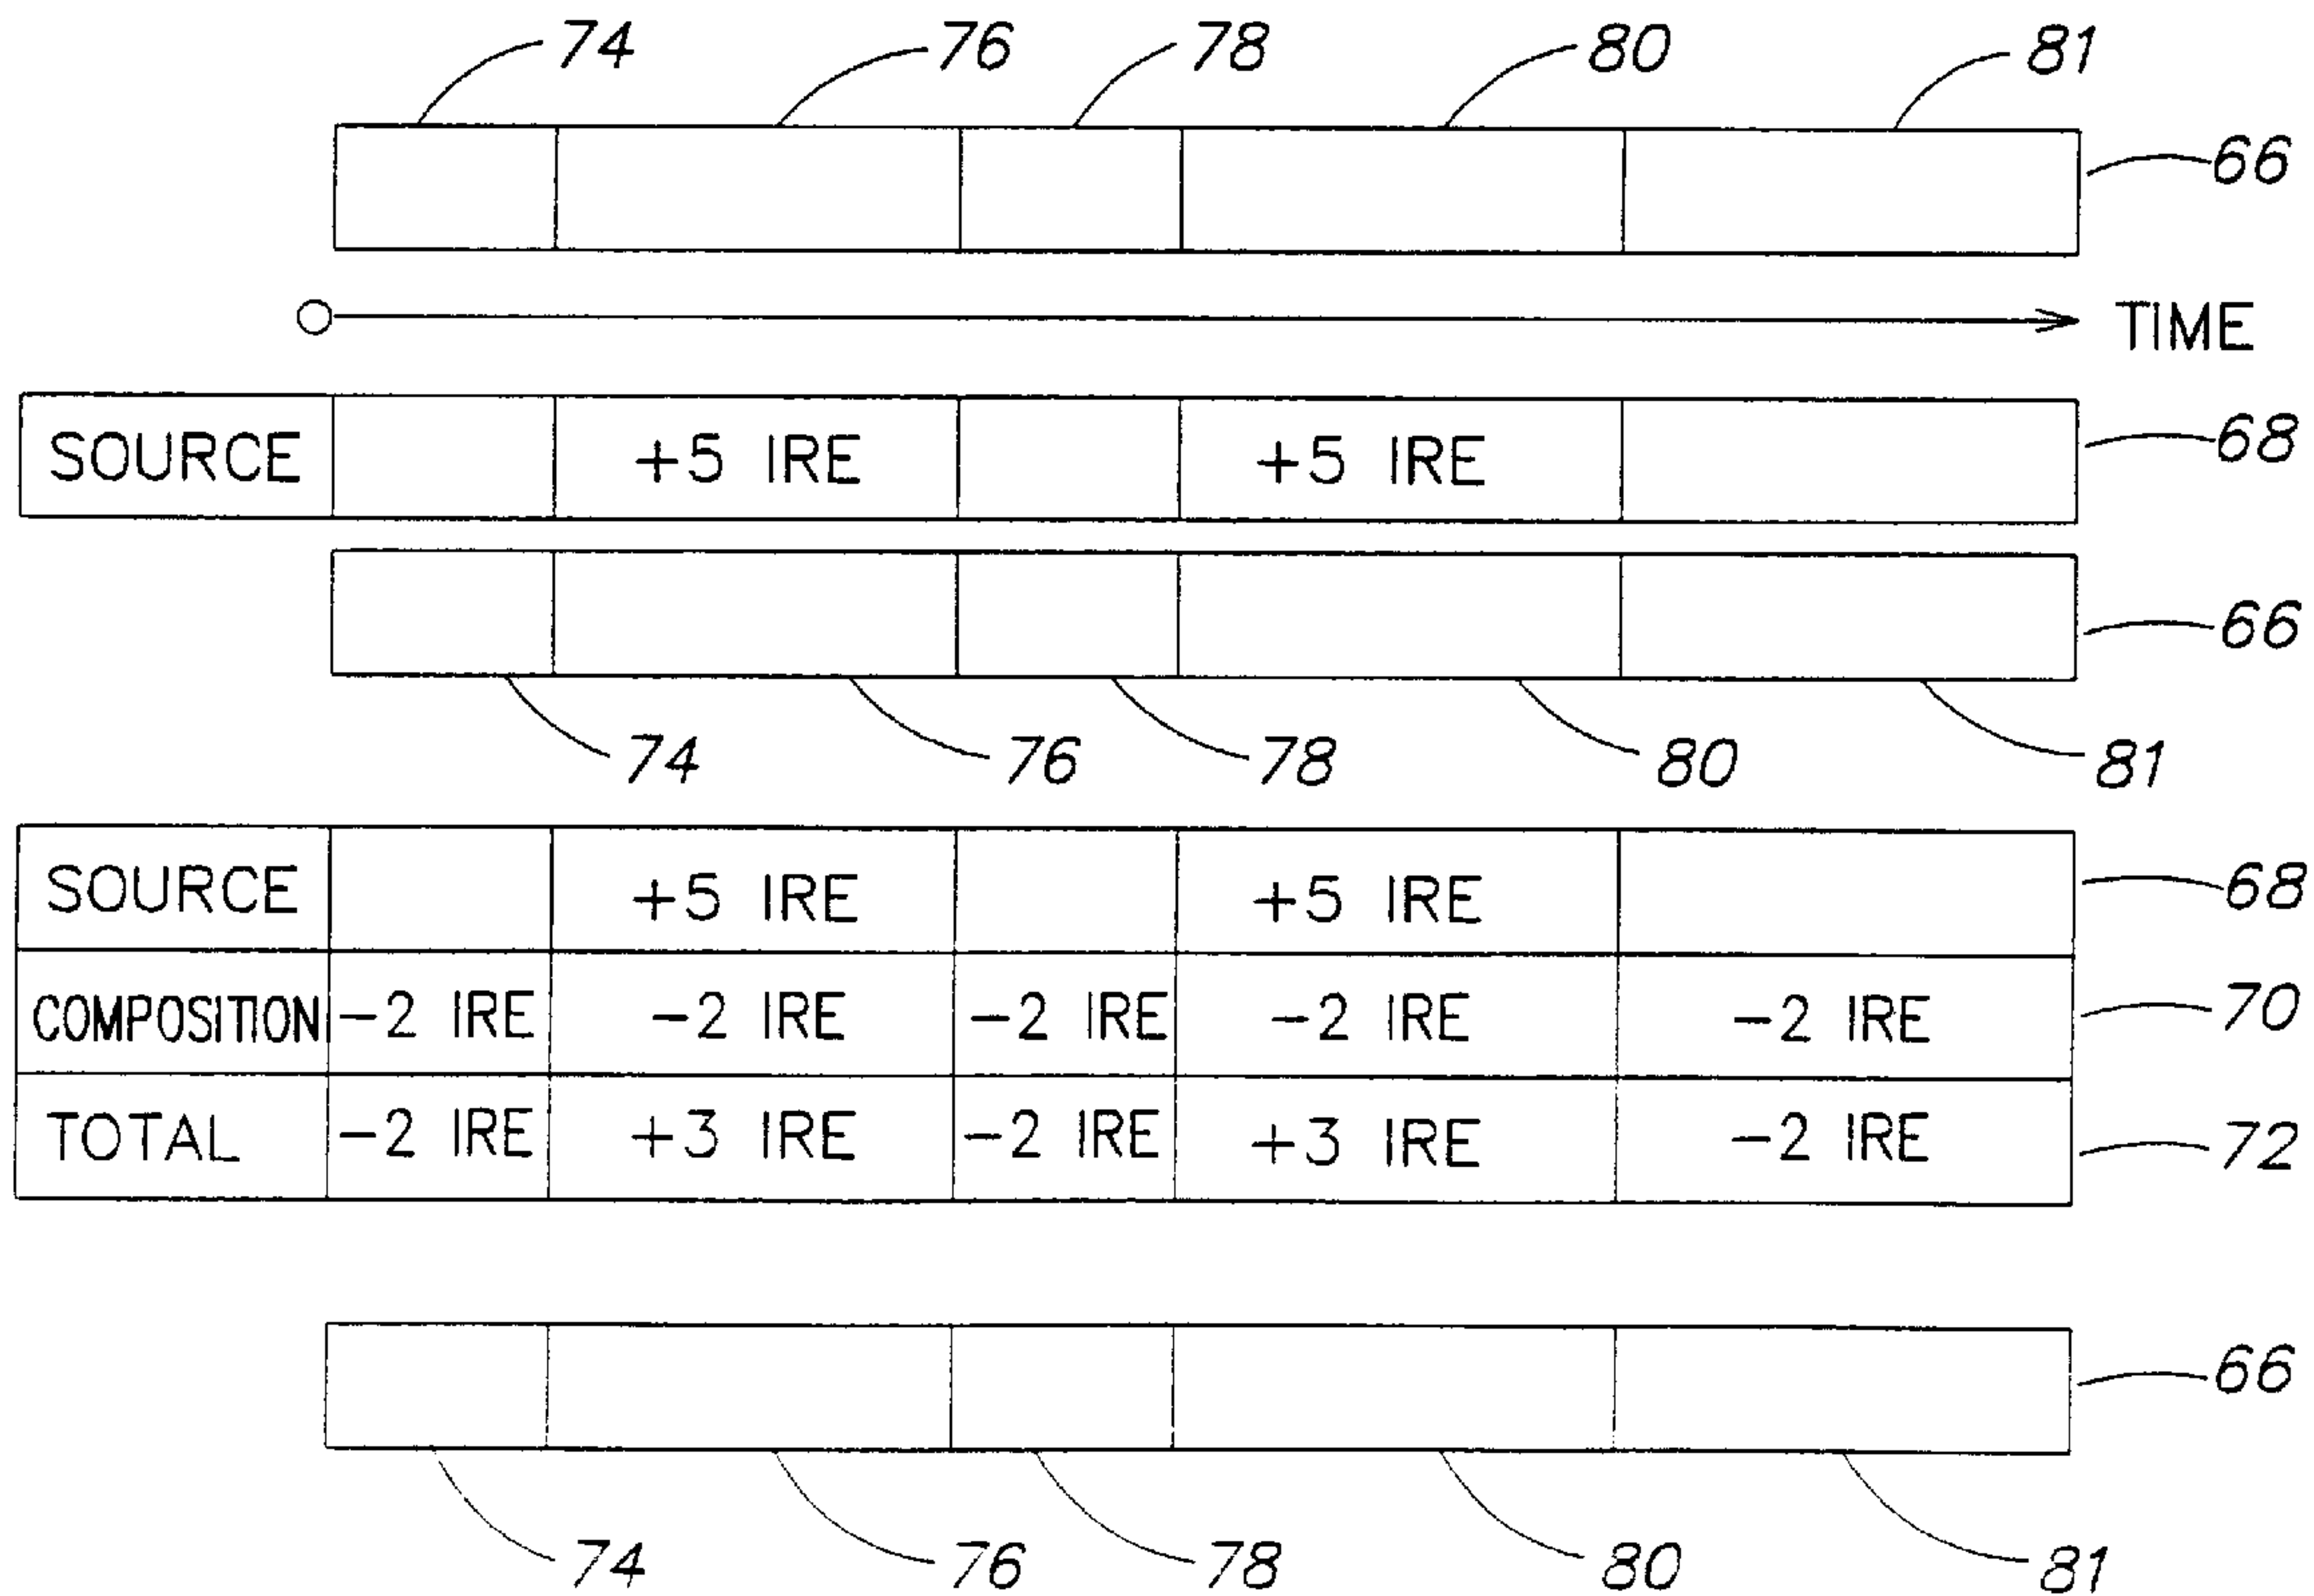 74 76 78 80 81
66
TIME
SOURCE +5 IRE +5 IRE 68
66
74 76 78 80 81
SOURCE +5 IRE +5 IRE 68
COMPOSITION -2 IRE -2 IRE -2 IRE -2 IRE -2 IRE 70
TOTAL -2 IRE +3 IRE -2 IRE +3 IRE -2 IRE 72
66
74 76 78 80 81